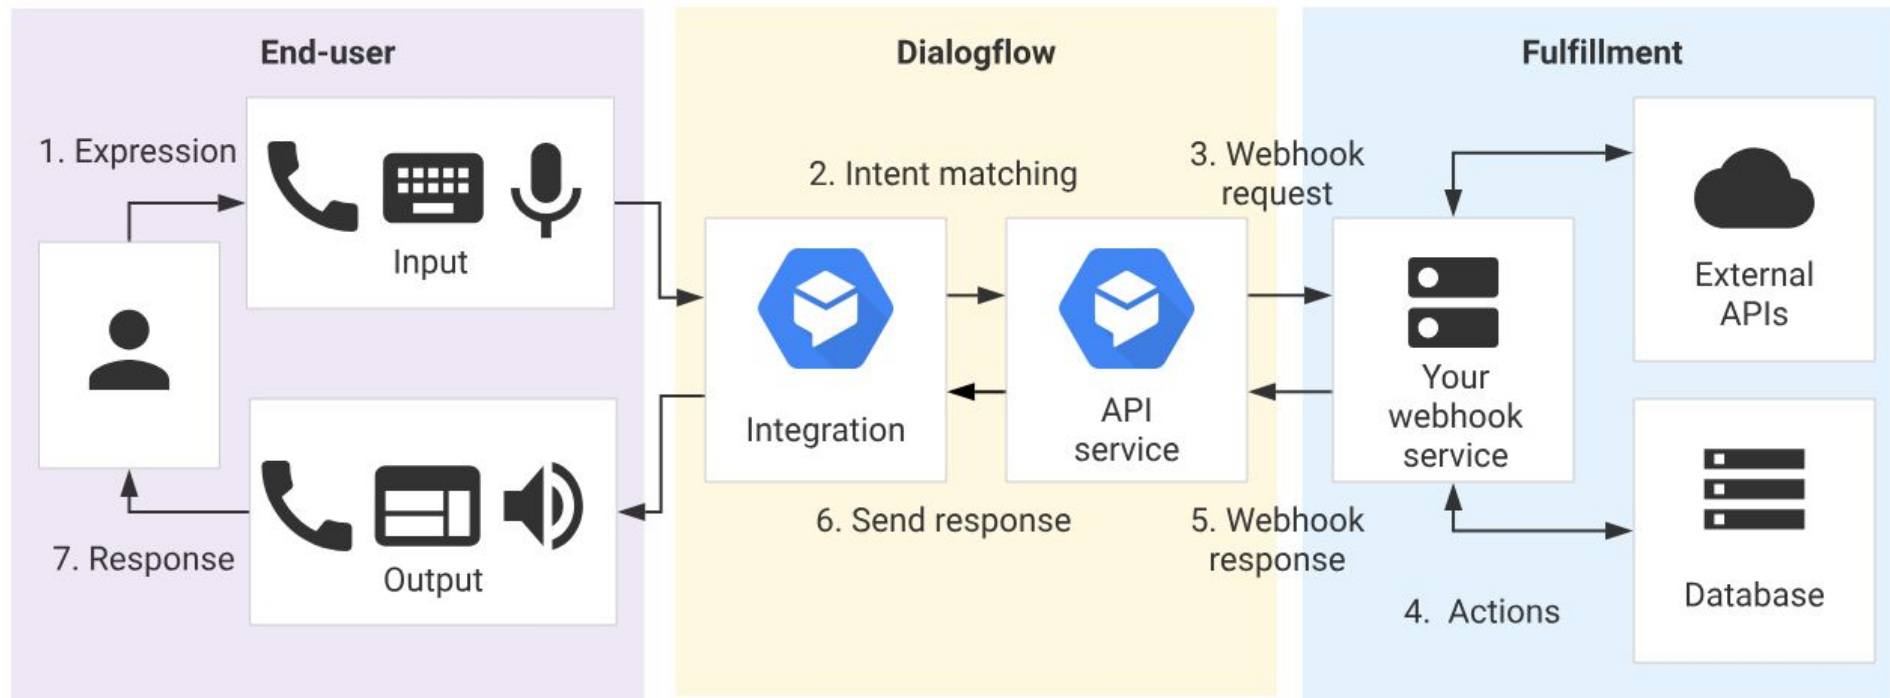 End-user
Dialogflow
Fulfillment
1. Expression
Input
2. Intent matching
3. Webhook
request
External
APIs
Integration
API
service
Your
webhook
service
7. Response
Output
6. Send response
5. Webhook
response
4. Actions
Database